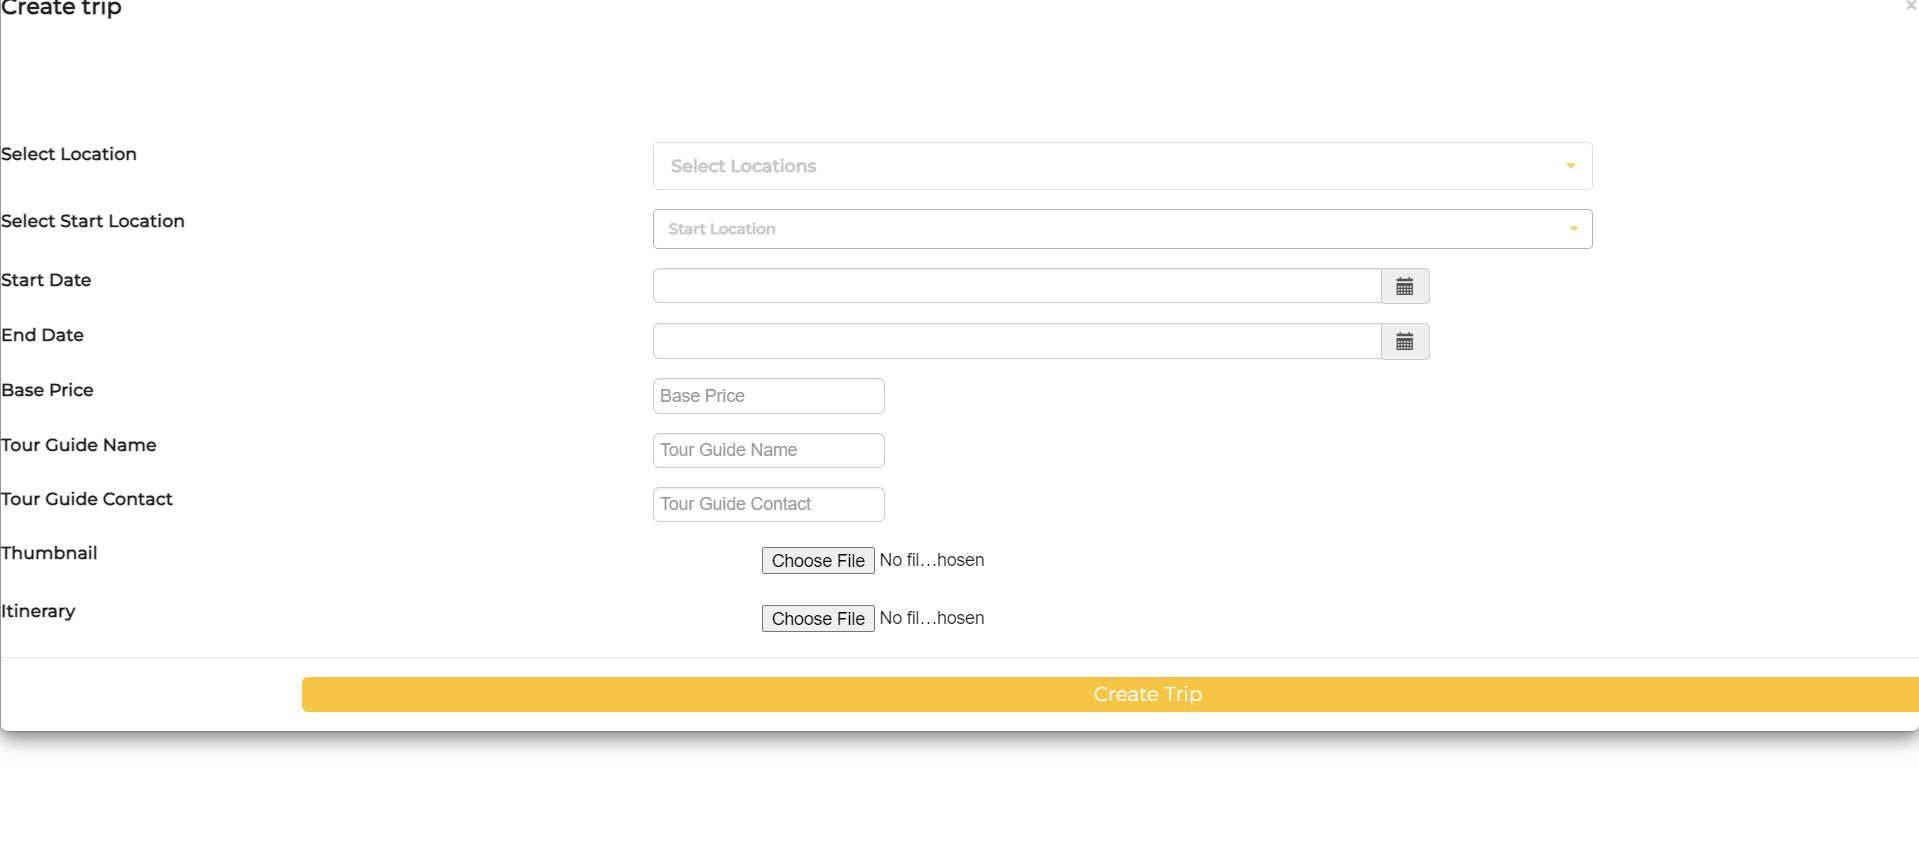 Create trip
×
Select Location
Select Locations
Select Start Location
Start Location
Start Date
End Date
Base Price
Base Price
Tour Guide Name
Tour Guide Name
Tour Guide Contact
Tour Guide Contact
Thumbnail
Choose File No fil...hosen
Itinerary
Choose File No fil...hosen
Create Trip